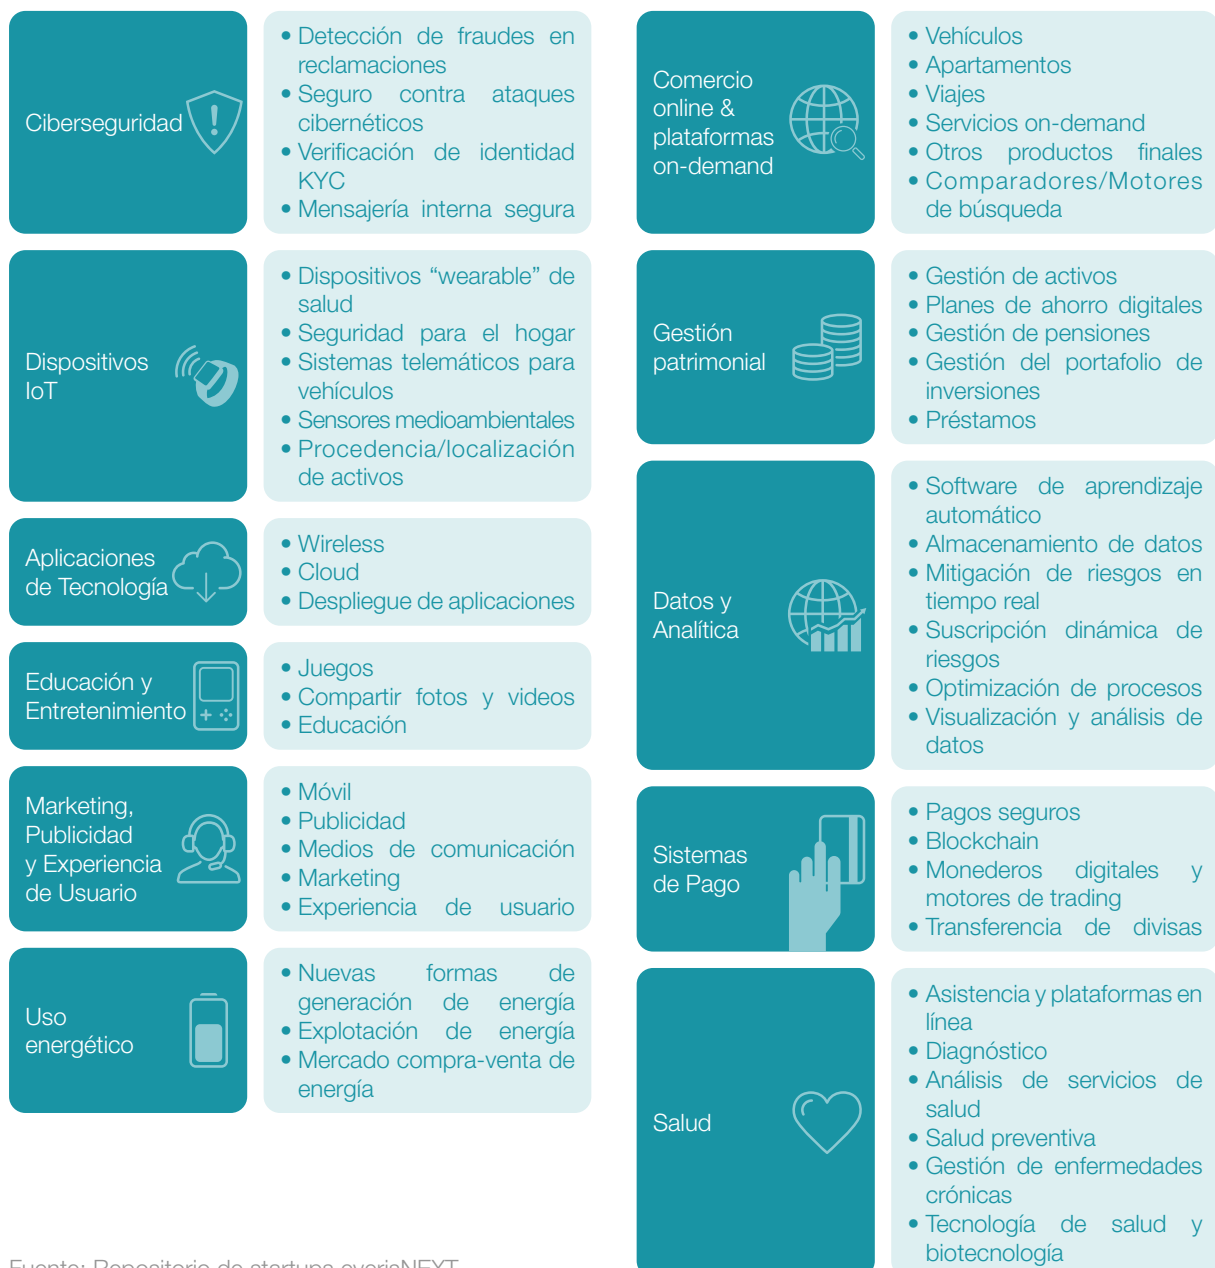 Ciberseguridad
• Detección de fraudes en
reclamaciones
• Seguro contra ataques
cibernéticos
• Verificación de identidad
KYC
• Mensajería interna segura
Dispositivos
IoT
• Dispositivos “wearable” de
salud
• Seguridad para el hogar
• Sistemas telemáticos para
vehículos
• Sensores medioambientales
• Procedencia/localización
de activos
Aplicaciones
de Tecnología
• Wireless
• Cloud
• Despliegue de aplicaciones
Educación y
Entretenimiento
• Juegos
• Compartir fotos y videos
• Educación
Marketing,
Publicidad
y Experiencia
de Usuario
• Móvil
• Publicidad
• Medios de comunicación
• Marketing
• Experiencia de usuario
Uso
energético
• Nuevas formas de
generación de energía
• Explotación de energía
• Mercado compra-venta de
energía
Comercio
online &
plataformas
on-demand
• Vehículos
• Apartamentos
• Viajes
• Servicios on-demand
• Otros productos finales
• Comparadores/Motores
de búsqueda
Gestión
patrimonial
• Gestión de activos
• Planes de ahorro digitales
• Gestión de pensiones
• Gestión del portafolio de
inversiones
• Préstamos
Datos y
Analítica
• Software de aprendizaje
automático
• Almacenamiento de datos
• Mitigación de riesgos en
tiempo real
• Suscripción dinámica de
riesgos
• Optimización de procesos
• Visualización y análisis de
datos
Sistemas
de Pago
• Pagos seguros
• Blockchain
• Monederos digitales y
motores de trading
• Transferencia de divisas
Salud
• Asistencia y plataformas en
línea
• Diagnóstico
• Análisis de servicios de
salud
• Salud preventiva
• Gestión de enfermedades
crónicas
• Tecnología de salud y
biotecnología
Fuente: Repositorio de startups everisNEXT